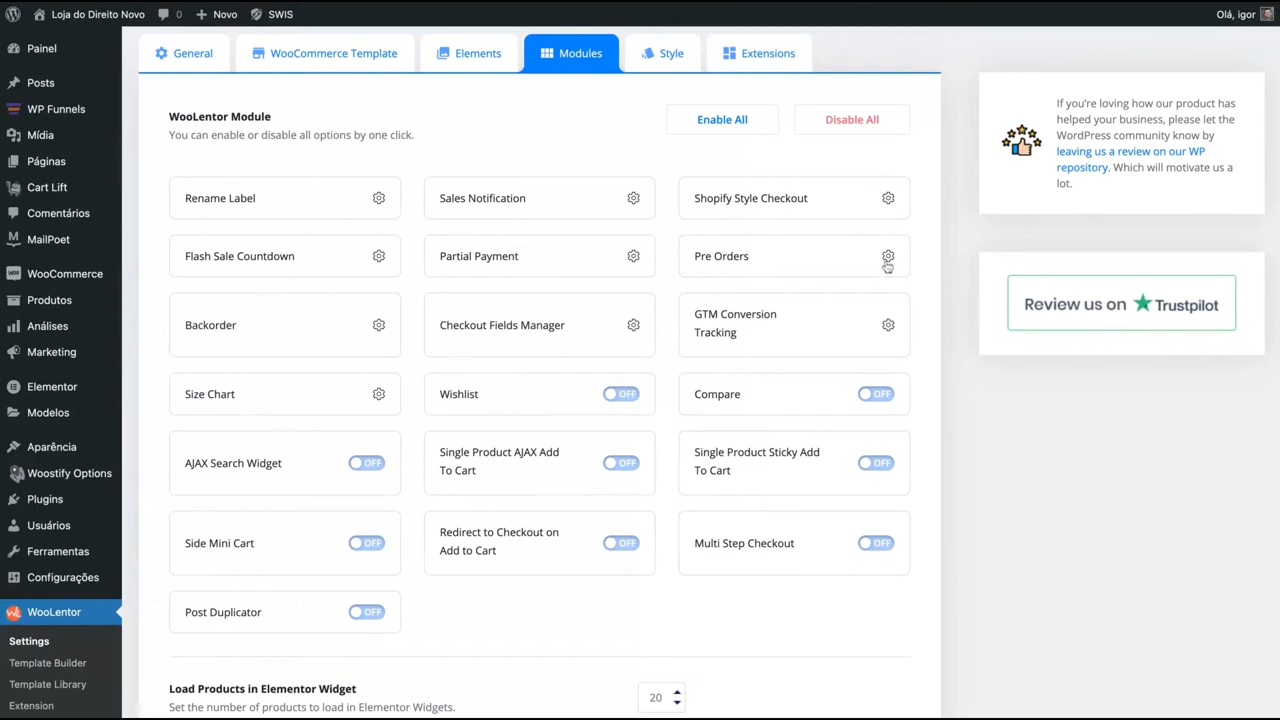 Loja do Direito Novo
0
Novo
SWIS
Olá, igor
Painel
Posts
WP Funnels
Mídia
Páginas
Cart Lift
Comentários
MailPoet
WooCommerce
Produtos
Análises
Marketing
Elementor
Modelos
Aparência
Woostify Options
Plugins
Usuários
Ferramentas
Configurações
WooLentor
Settings
Template Builder
Template Library
Extension
General
WooCommerce Template
Elements
Modules
Style
Extensions
WooLentor Module
You can enable or disable all options by one click.
Enable All
Disable All
Rename Label
Sales Notification
Shopify Style Checkout
Flash Sale Countdown
Partial Payment
Pre Orders
Backorder
Checkout Fields Manager
GTM Conversion
Tracking
Size Chart
Wishlist
OFF
Compare
OFF
AJAX Search Widget
OFF
Single Product AJAX Add
To Cart
OFF
Single Product Sticky Add
To Cart
OFF
Side Mini Cart
OFF
Redirect to Checkout on
Add to Cart
OFF
Multi Step Checkout
OFF
Post Duplicator
OFF
Load Products in Elementor Widget
Set the number of products to load in Elementor Widgets.
20
If you're loving how our product has
helped your business, please let the
WordPress community know by
leaving us a review on our WP
repository. Which will motivate us a
lot.
Review us on Trustpilot